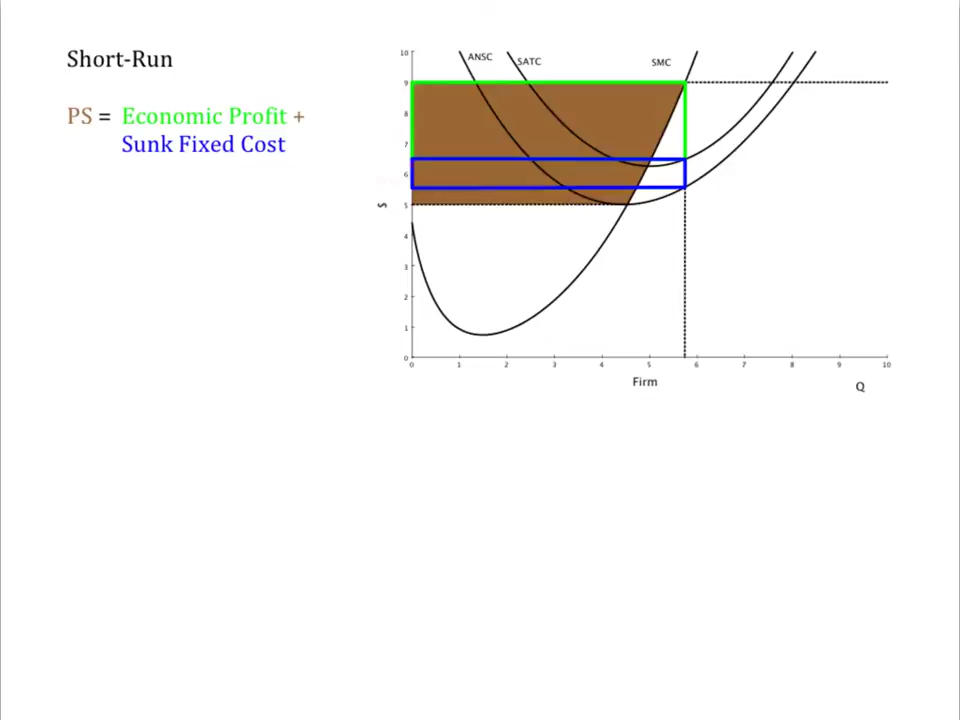 Short-Run
PS = Economic Profit +
Sunk Fixed Cost
ANSC
SATC
SMC
10
9
8
7
6
5
4
3
2
1
0
$
0 1 2 3 4 5 6 7 8 9 10
Firm
Q